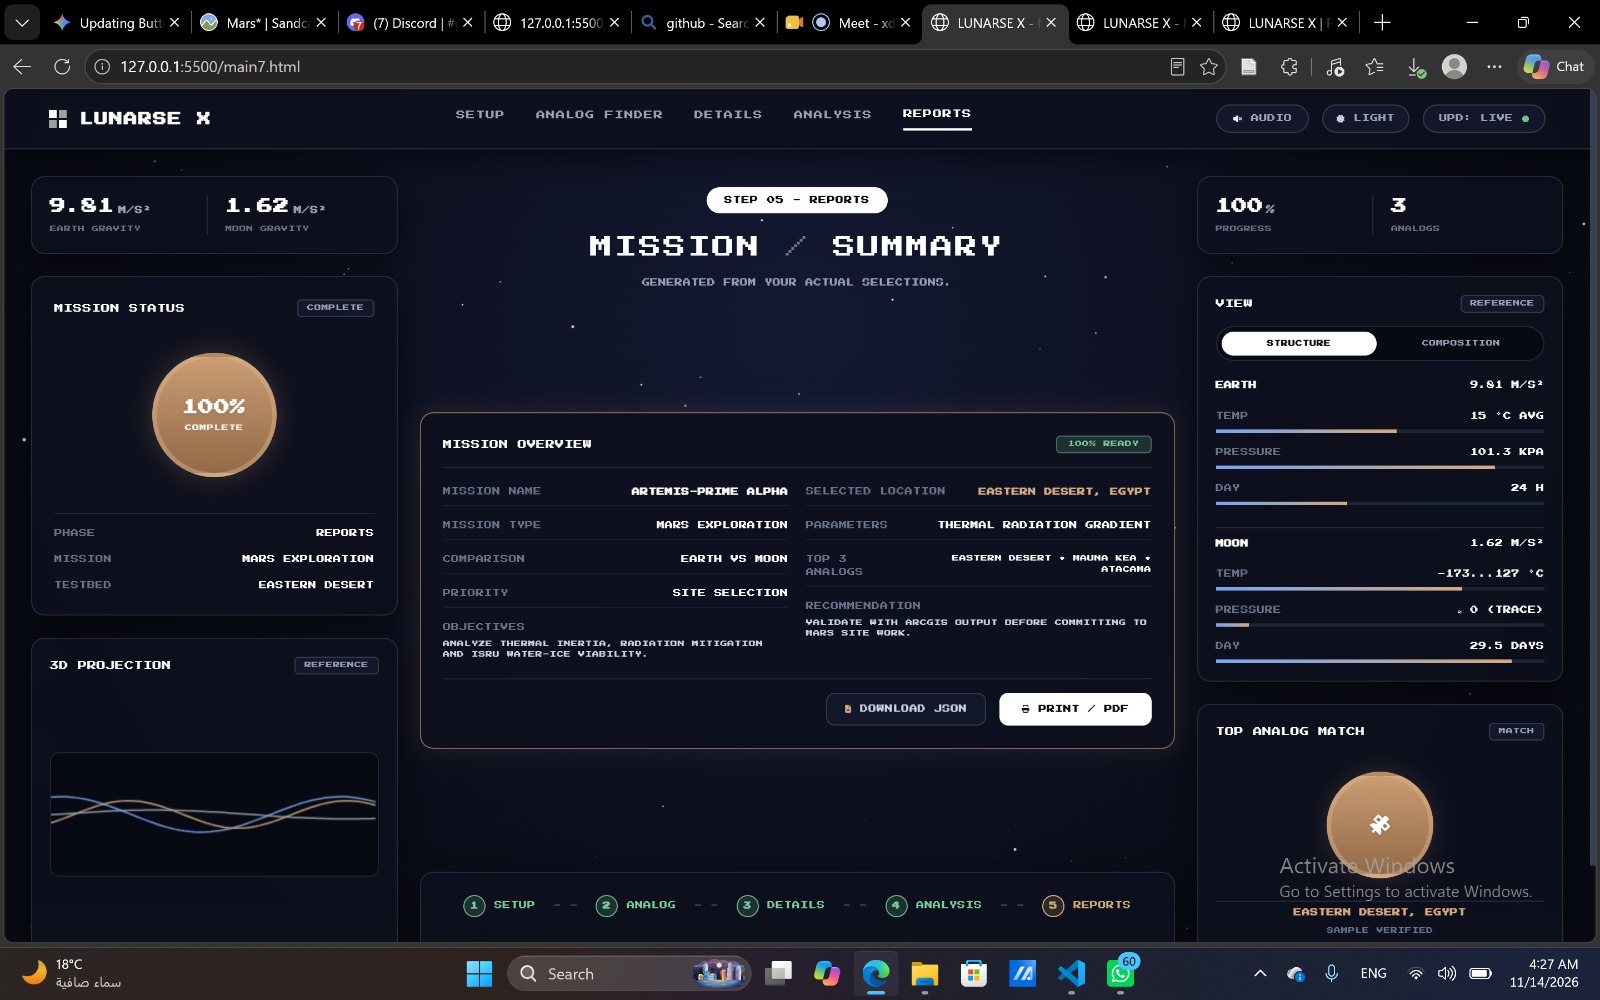 Updating Butt
Mars* | Sandca
(7) Discord | #
127.0.0.1:5500
github - Searc
Meet - xd
LUNARSE X -
LUNARSE X -
LUNARSE X |
127.0.0.1:5500/main7.html
Chat
LUNARSE X
SETUP
ANALOG FINDER
DETAILS
ANALYSIS
REPORTS
AUDIO
LIGHT
UPD: LIVE
9.81 M/S²
EARTH GRAVITY
1.62 M/S²
MOON GRAVITY
MISSION STATUS
COMPLETE
100%
COMPLETE
PHASE REPORTS
MISSION MARS EXPLORATION
TESTBED EASTERN DESERT
3D PROJECTION
REFERENCE
STEP 05 - REPORTS
MISSION / SUMMARY
GENERATED FROM YOUR ACTUAL SELECTIONS.
MISSION OVERVIEW
100% READY
MISSION NAME ARTEMIS-PRIME ALPHA
MISSION TYPE MARS EXPLORATION
COMPARISON EARTH VS MOON
PRIORITY SITE SELECTION
OBJECTIVES
ANALYZE THERMAL INERTIA, RADIATION MITIGATION
AND ISRU WATER-ICE VIABILITY.
SELECTED LOCATION EASTERN DESERT, EGYPT
PARAMETERS THERMAL RADIATION GRADIENT
TOP 3
ANALOGS
EASTERN DESERT • MAUNA KEA •
ATACAMA
RECOMMENDATION
VALIDATE WITH ARCGIS OUTPUT BEFORE COMMITTING TO
MARS SITE WORK.
DOWNLOAD JSON
PRINT / PDF
1 SETUP
2 ANALOG
3 DETAILS
4 ANALYSIS
5 REPORTS
100%
PROGRESS
3
ANALOGS
VIEW
REFERENCE
STRUCTURE
COMPOSITION
EARTH 9.81 M/S²
TEMP 15 °C AVG
PRESSURE 101.3 KPA
DAY 24 H
MOON 1.62 M/S²
TEMP -173...127 °C
PRESSURE 0 (TRACE)
DAY 29.5 DAYS
TOP ANALOG MATCH
MATCH
EASTERN DESERT, EGYPT
SAMPLE VERIFIED
Activate Windows
Go to Settings to activate Windows.
18°C
سماء صافية
Search
60
ENG
4:27 AM
11/14/2026